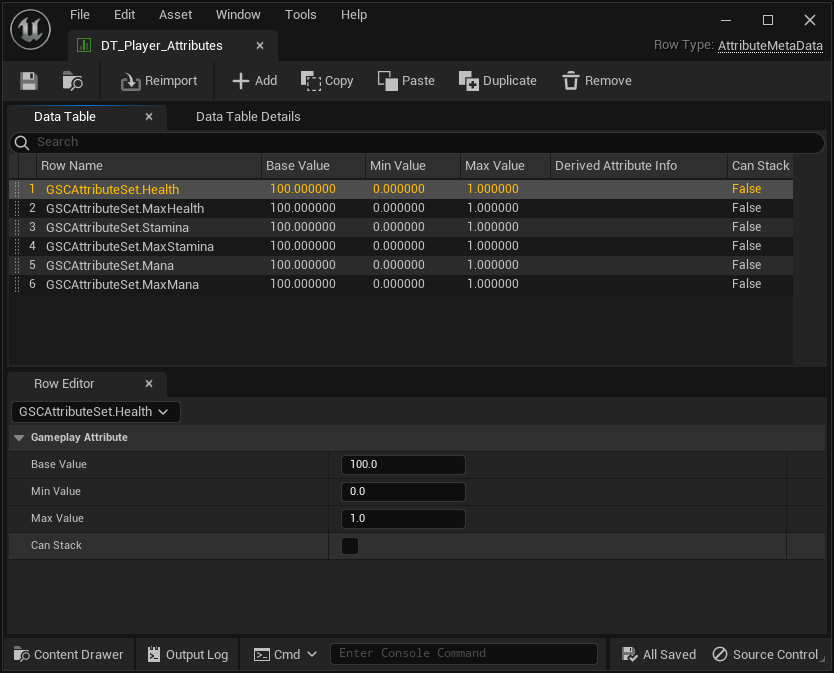 File Edit Asset Window Tools Help
DT_Player_Attributes
Row Type: AttributeMetaData
Reimport Add Copy Paste Duplicate Remove
Data Table Data Table Details
Search
Row Name Base Value Min Value Max Value Derived Attribute Info Can Stack
1 GSCAttributeSet.Health 100.000000 0.000000 1.000000 False
2 GSCAttributeSet.MaxHealth 100.000000 0.000000 1.000000 False
3 GSCAttributeSet.Stamina 100.000000 0.000000 1.000000 False
4 GSCAttributeSet.MaxStamina 100.000000 0.000000 1.000000 False
5 GSCAttributeSet.Mana 100.000000 0.000000 1.000000 False
6 GSCAttributeSet.MaxMana 100.000000 0.000000 1.000000 False
Row Editor
GSCAttributeSet.Health
Gameplay Attribute
Base Value 100.0
Min Value 0.0
Max Value 1.0
Can Stack
Content Drawer Output Log Cmd Enter Console Command All Saved Source Control